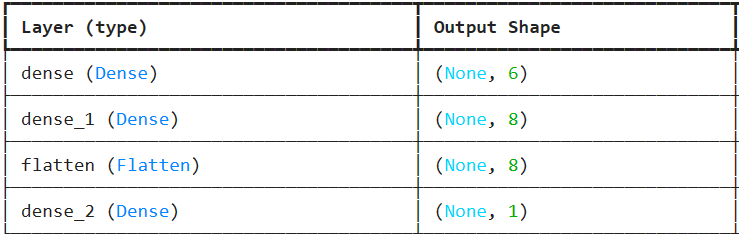 Layer (type) Output Shape
dense (Dense) (None, 6)
dense_1 (Dense) (None, 8)
flatten (Flatten) (None, 8)
dense_2 (Dense) (None, 1)